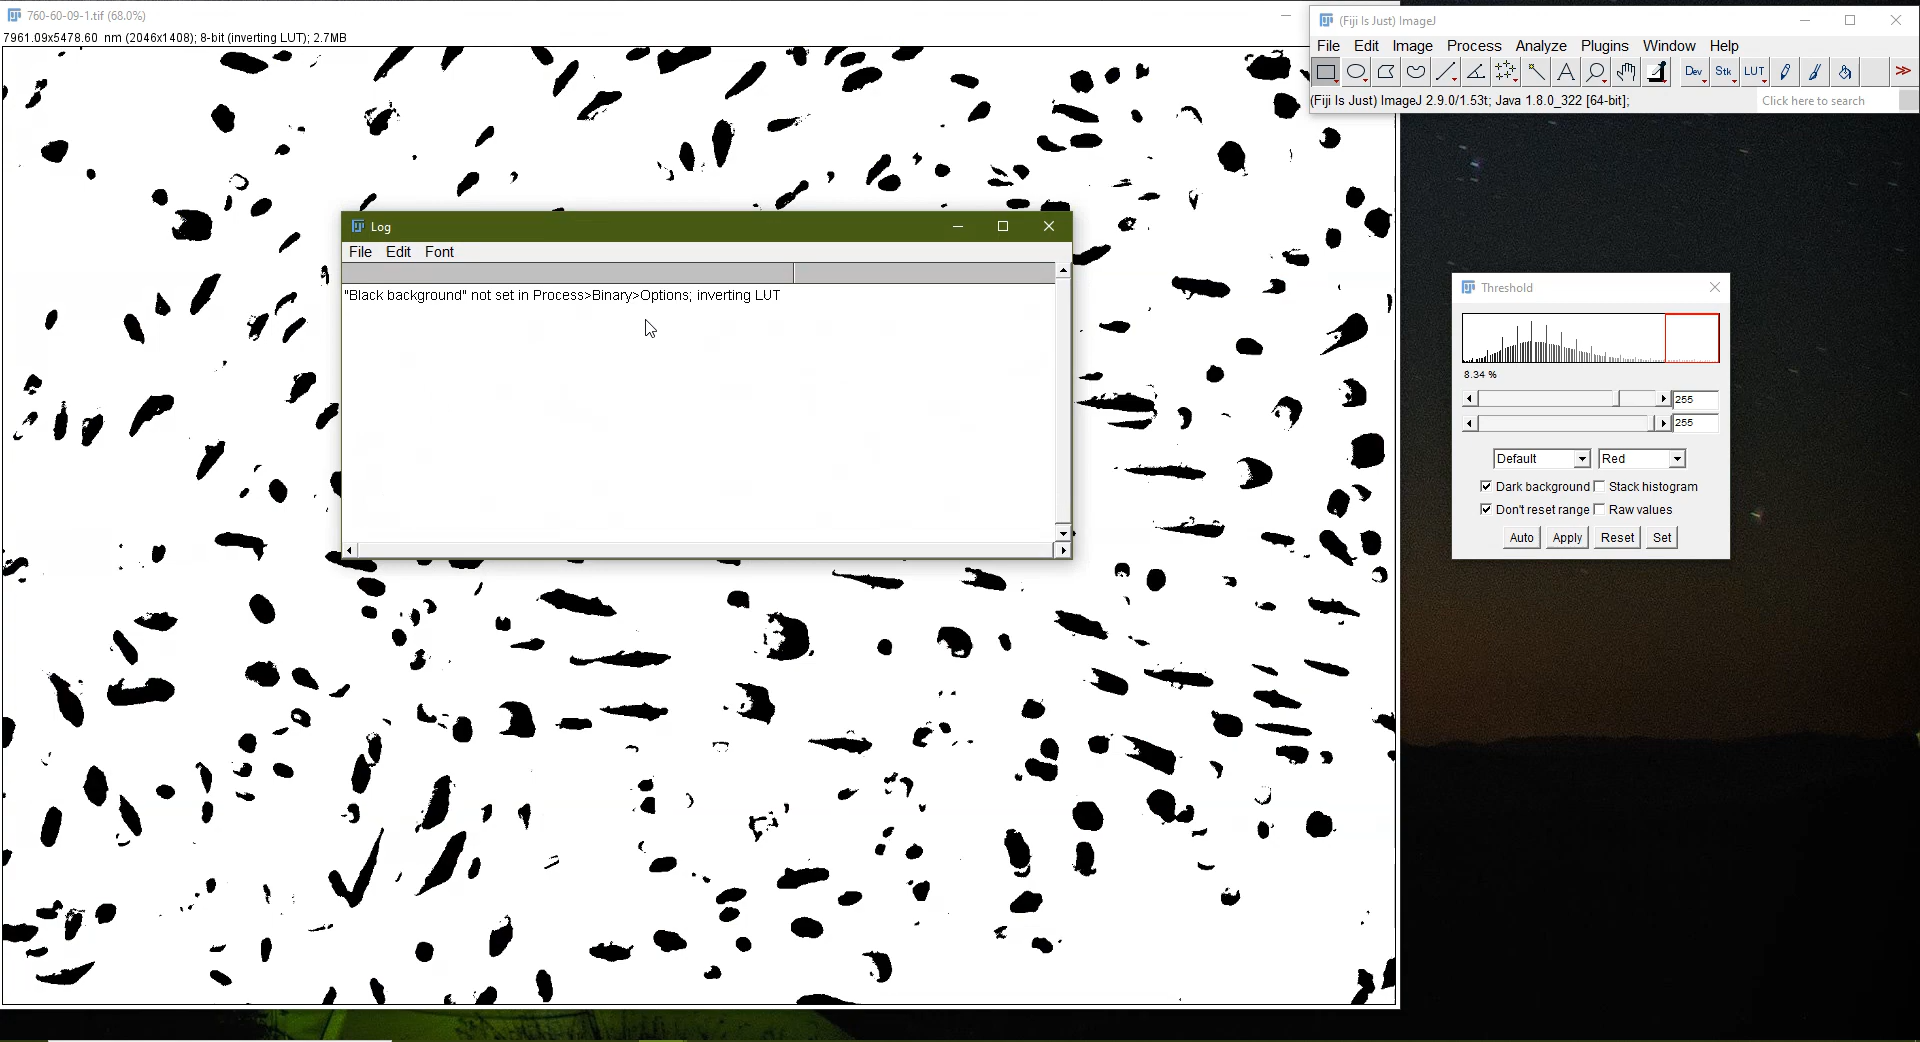 760-60-09-1.tif (68.0%)
7961.09x5478.60 nm (2046x1408); 8-bit (inverting LUT); 2.7MB
(Fiji Is Just) ImageJ
File Edit Image Process Analyze Plugins Window Help
Dev Stk LUT
(Fiji Is Just) ImageJ 2.9.0/1.53t; Java 1.8.0_322 [64-bit];
Click here to search
Log
File Edit Font
"Black background" not set in Process>Binary>Options; inverting LUT
Threshold
8.34 %
255
255
Default Red
Dark background Stack histogram
Don't reset range Raw values
Auto Apply Reset Set